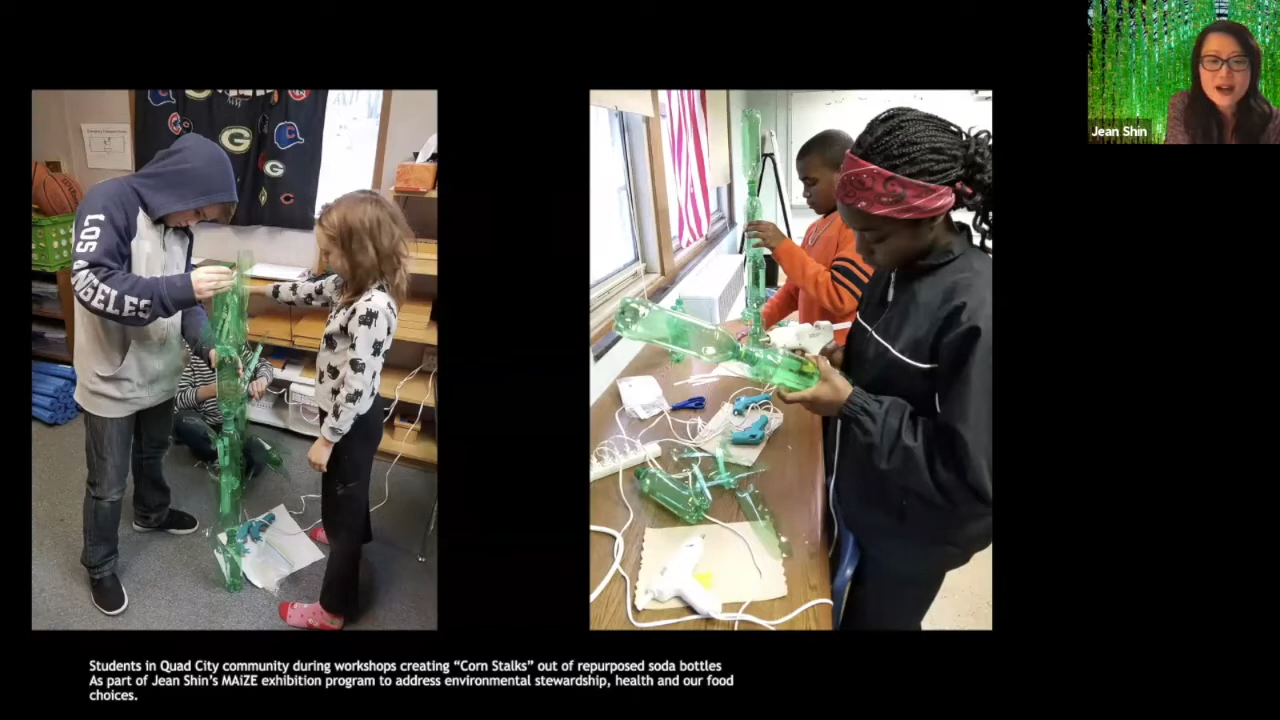 Jean Shin
LOS
ANGELES
G
C
Students in Quad City community during workshops creating “Corn Stalks” out of repurposed soda bottles
As part of Jean Shin’s MAiZE exhibition program to address environmental stewardship, health and our food
choices.